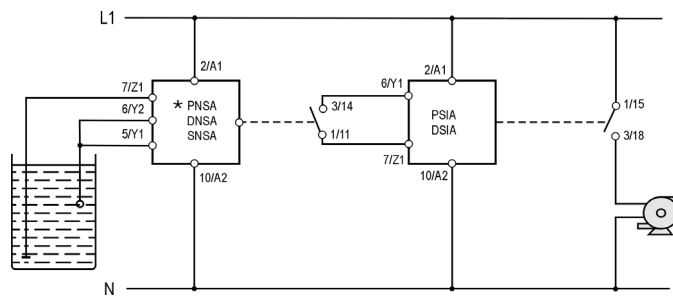 L1
2/A1
7/Z1
6/Y2
5/Y1
* PNSA
DNSA
SNSA
10/A2
3/14
1/11
6/Y1
7/Z1
2/A1
PSIA
DSIA
10/A2
1/15
3/18
N